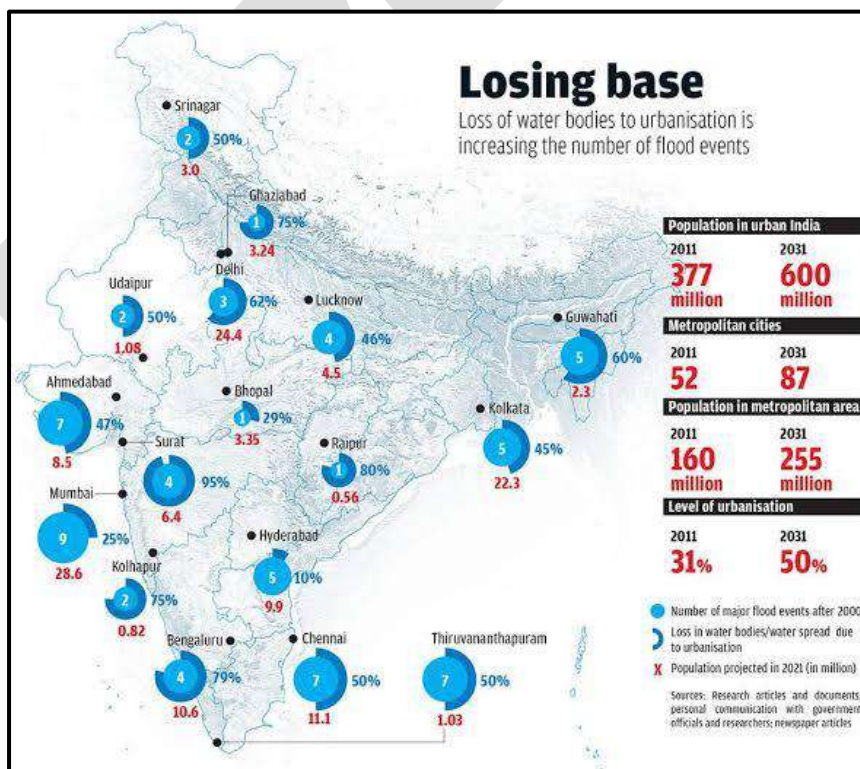 Losing base
Loss of water bodies to urbanisation is
increasing the number of flood events
Srinagar
2
50%
3.0
Ghaziabad
1
75%
3.24
Delhi
3
62%
24.4
Udaipur
2
50%
1.08
Lucknow
4
46%
4.5
Guwahati
5
60%
2.3
Ahmedabad
7
47%
8.5
Bhopal
1
29%
3.35
Surat
4
95%
6.4
Raipur
1
80%
0.56
Kolkata
5
45%
22.3
Mumbai
9
25%
28.6
Hyderabad
5
10%
9.9
Kolhapur
2
75%
0.82
Bengaluru
4
79%
10.6
Chennai
7
50%
11.1
Thiruvananthapuram
7
50%
1.03
Population in urban India
2011 2031
377 600
million million
Metropolitan cities
2011 2031
52 87
Population in metropolitan area
2011 2031
160 255
million million
Level of urbanisation
2011 2031
31% 50%
Number of major flood events after 2000
Loss in water bodies/water spread due
to urbanisation
X Population projected in 2021 (in million)
Sources: Research articles and documents,
personal communication with government
officials and researchers; newspaper articles